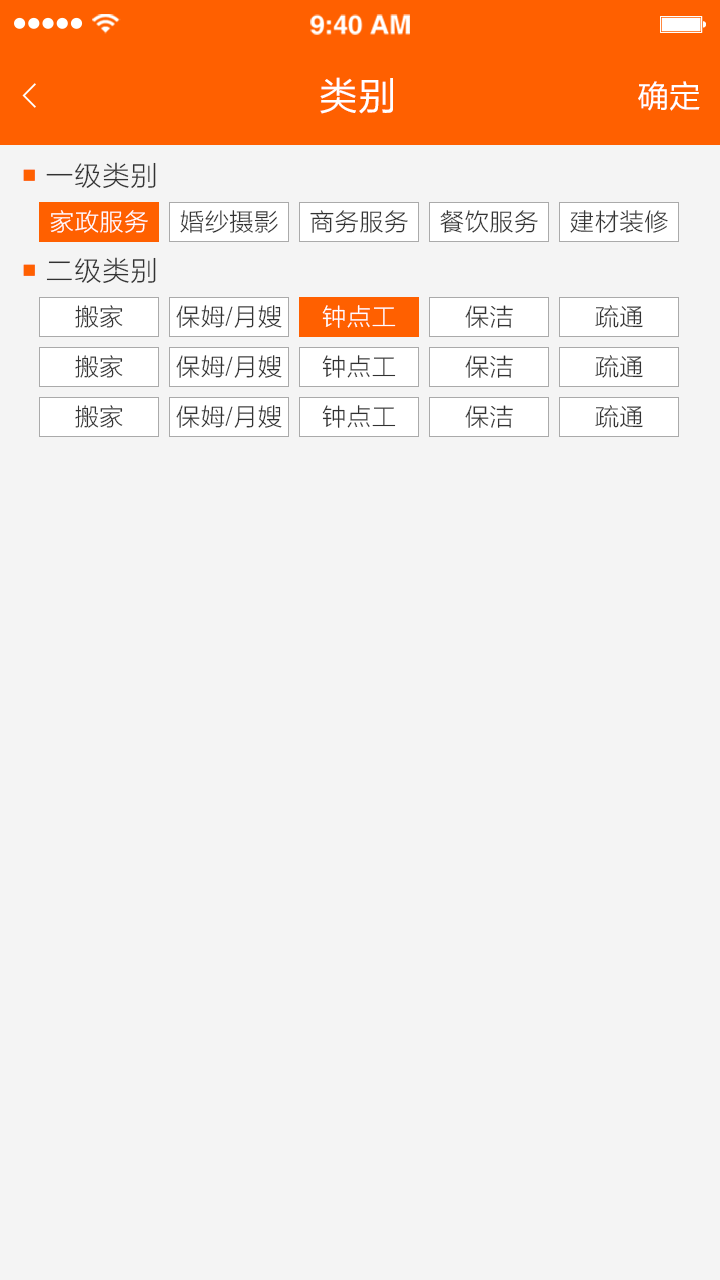 9:40 AM
类别 确定
一级类别
家政服务 婚纱摄影 商务服务 餐饮服务 建材装修
二级类别
搬家 保姆/月嫂 钟点工 保洁 疏通
搬家 保姆/月嫂 钟点工 保洁 疏通
搬家 保姆/月嫂 钟点工 保洁 疏通